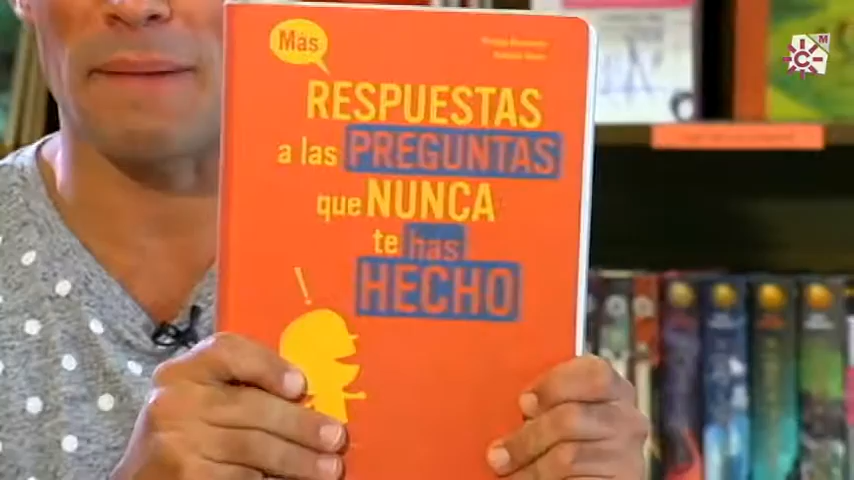 Más
RESPUESTAS
a las PREGUNTAS
que NUNCA
te has
HECHO